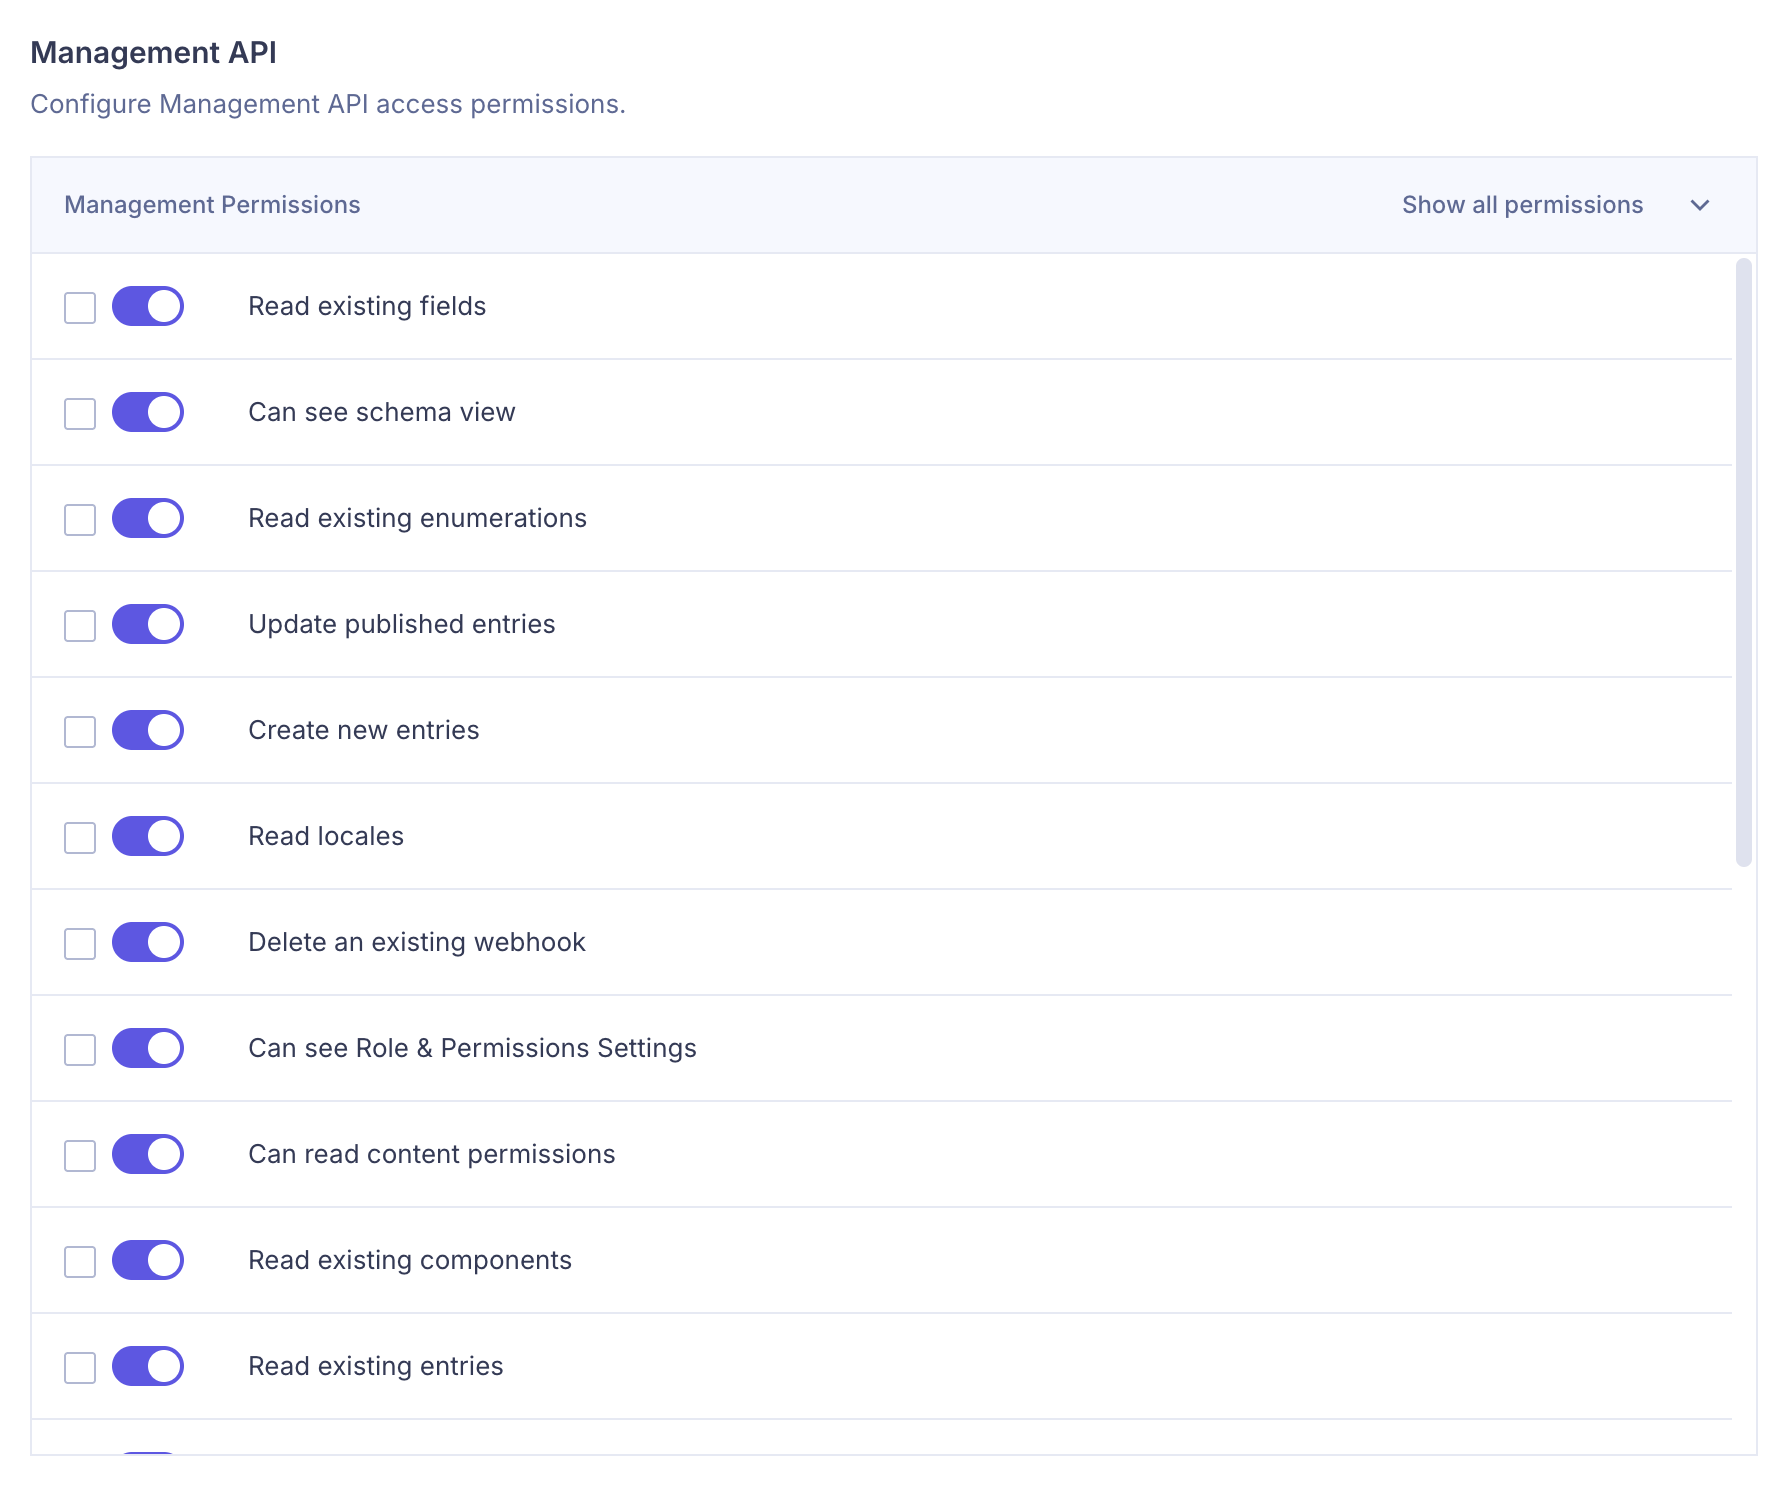 Management API
Configure Management API access permissions.
Management Permissions
Show all permissions
Read existing fields
Can see schema view
Read existing enumerations
Update published entries
Create new entries
Read locales
Delete an existing webhook
Can see Role & Permissions Settings
Can read content permissions
Read existing components
Read existing entries